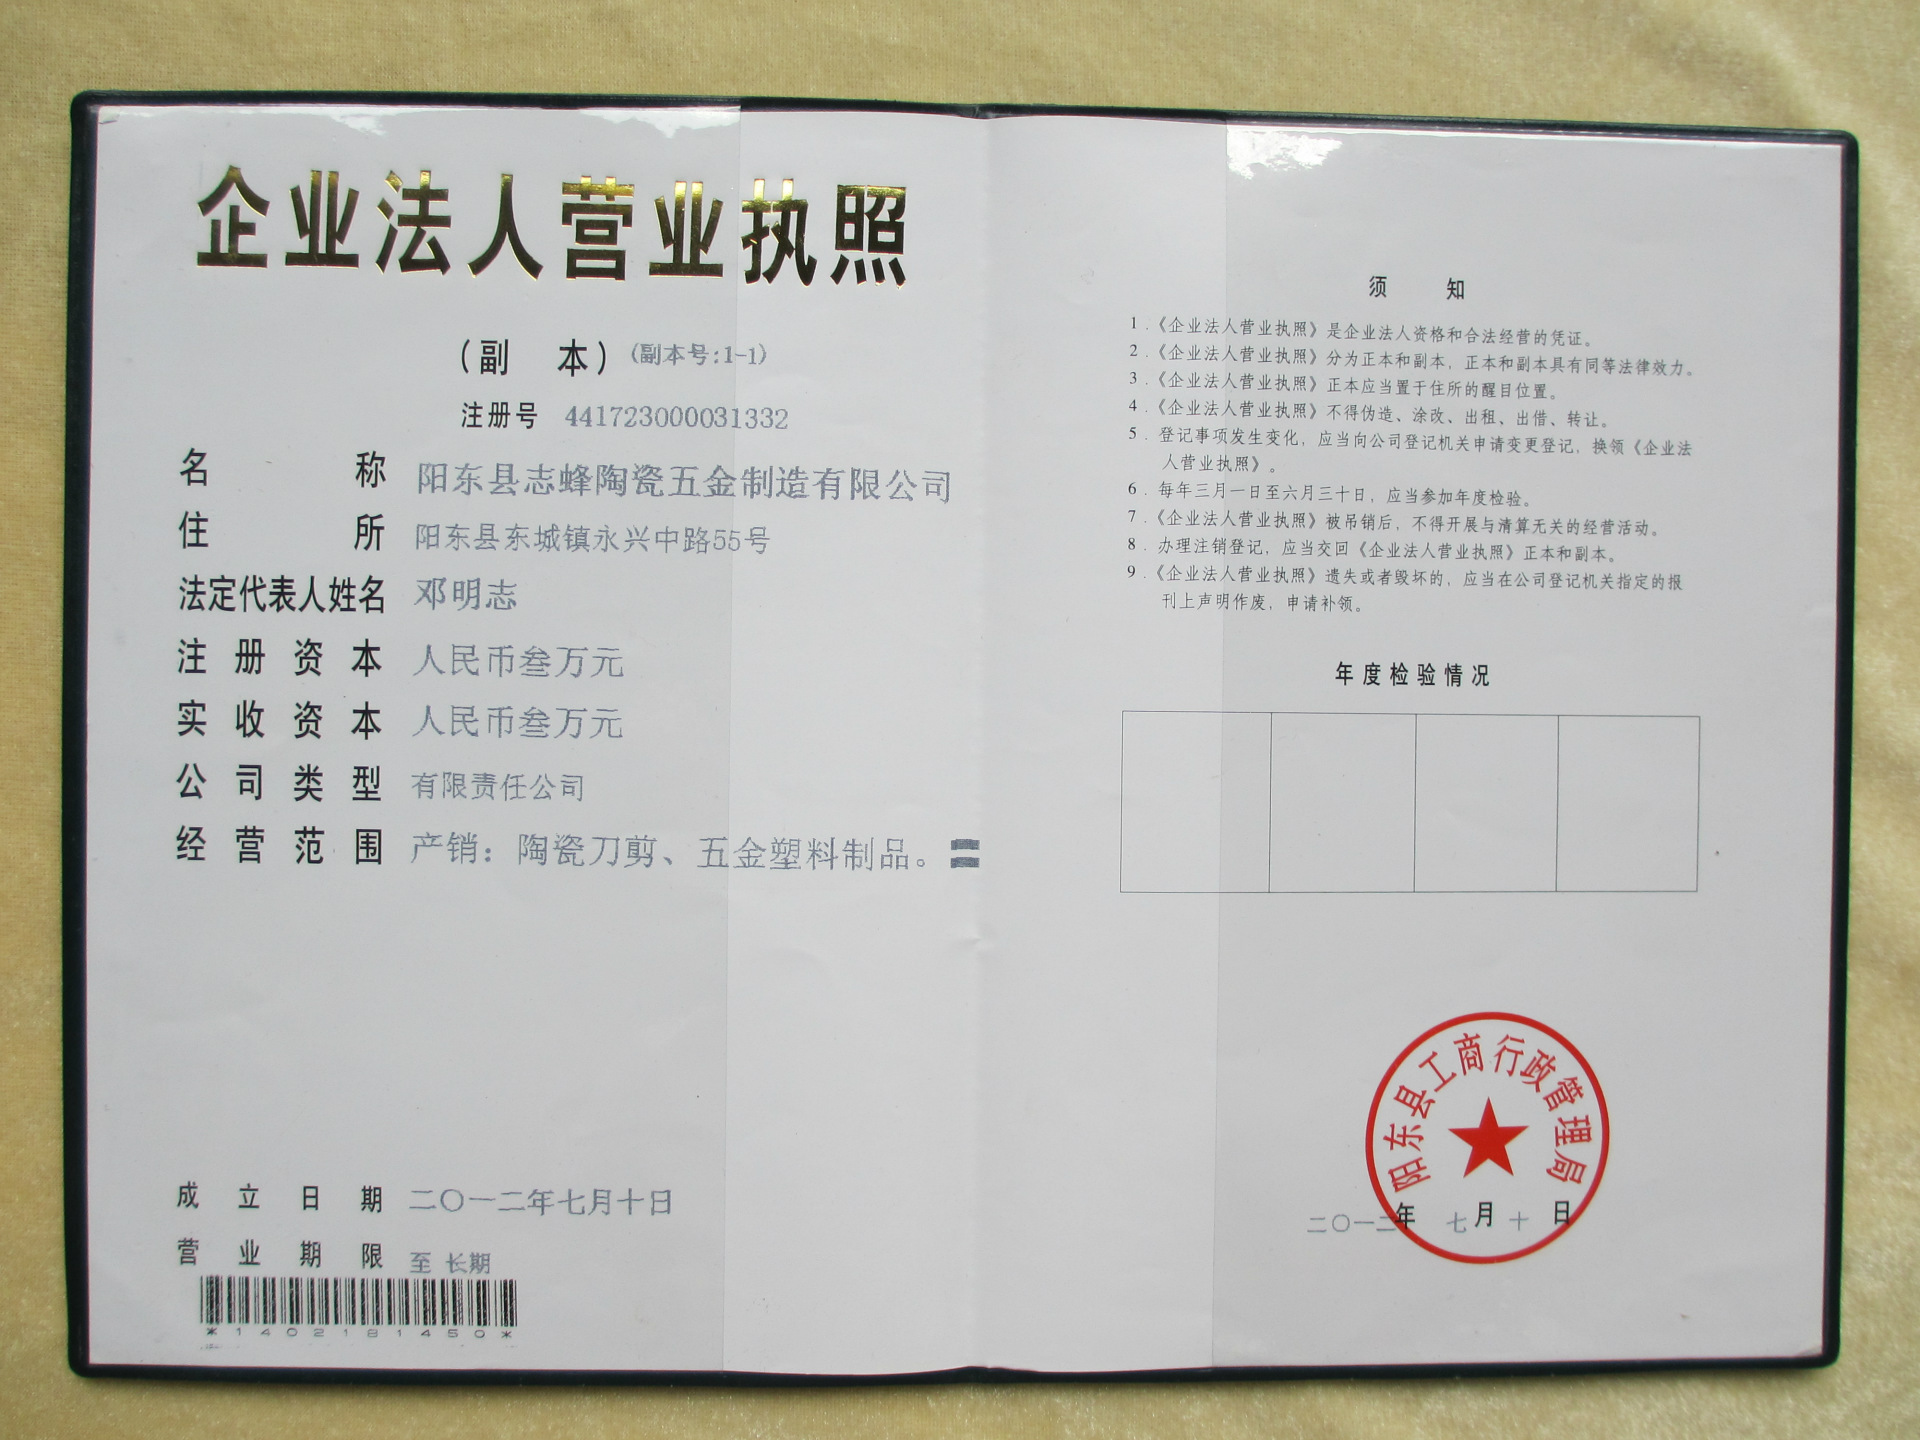 企业法人营业执照
（副 本） （副本号：1-1）
注册号 441723000031332
名 称 阳东县志蜂陶瓷五金制造有限公司
住 所 阳东县东城镇永兴中路55号
法定代表人姓名 邓明志
注 册 资 本 人民币叁万元
实 收 资 本 人民币叁万元
公 司 类 型 有限责任公司
经 营 范 围 产销：陶瓷刀剪、五金塑料制品。
成 立 日 期 二〇一二年七月十日
营 业 期 限 至 长期
*1402181450*
须 知
1．《企业法人营业执照》是企业法人资格和合法经营的凭证。
2．《企业法人营业执照》分为正本和副本，正本和副本具有同等法律效力。
3．《企业法人营业执照》正本应当置于住所的醒目位置。
4．《企业法人营业执照》不得伪造、涂改、出租、出借、转让。
5．登记事项发生变化，应当向公司登记机关申请变更登记，换领《企业法
人营业执照》。
6．每年三月一日至六月三十日，应当参加年度检验。
7．《企业法人营业执照》被吊销后，不得开展与清算无关的经营活动。
8．办理注销登记，应当交回《企业法人营业执照》正本和副本。
9．《企业法人营业执照》遗失或者毁坏的，应当在公司登记机关指定的报
刊上声明作废，申请补领。
年度检验情况
阳东县工商行政管理局
二〇一二年 七月十 日